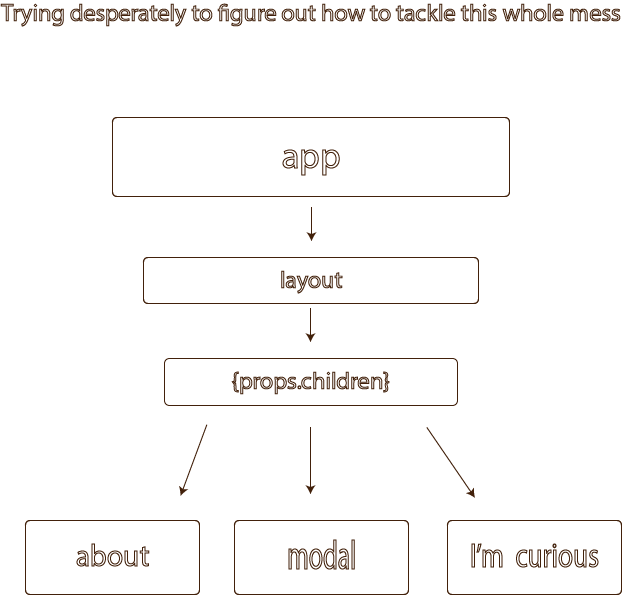 Trying desperately to figure out how to tackle this whole mess
app
layout
{props.children}
about
modal
I'm curious